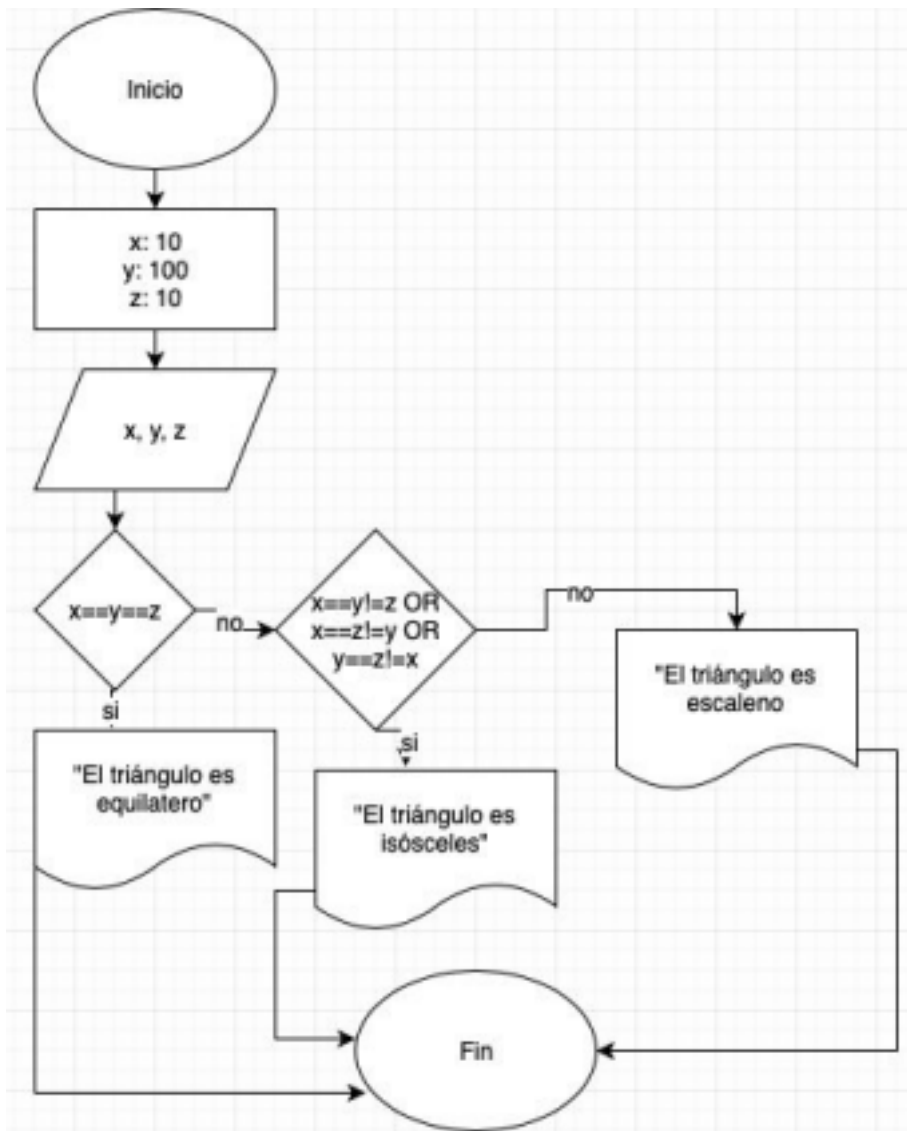 Inicio
x: 10
y: 100
z: 10
x, y, z
x==y==z
no
x==y!=z OR
x==z!=y OR
y==z!=x
no
"El triángulo es
escaleno
si
"El triángulo es
equilatero"
si
"El triángulo es
isósceles"
Fin